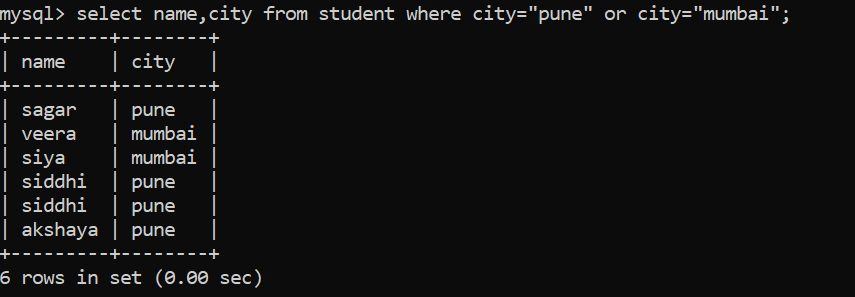 mysql> select name,city from student where city="pune" or city="mumbai";
+---------+--------+
| name    | city   |
+---------+--------+
| sagar   | pune   |
| veera   | mumbai |
| siya    | mumbai |
| siddhi  | pune   |
| siddhi  | pune   |
| akshaya | pune   |
+---------+--------+
6 rows in set (0.00 sec)